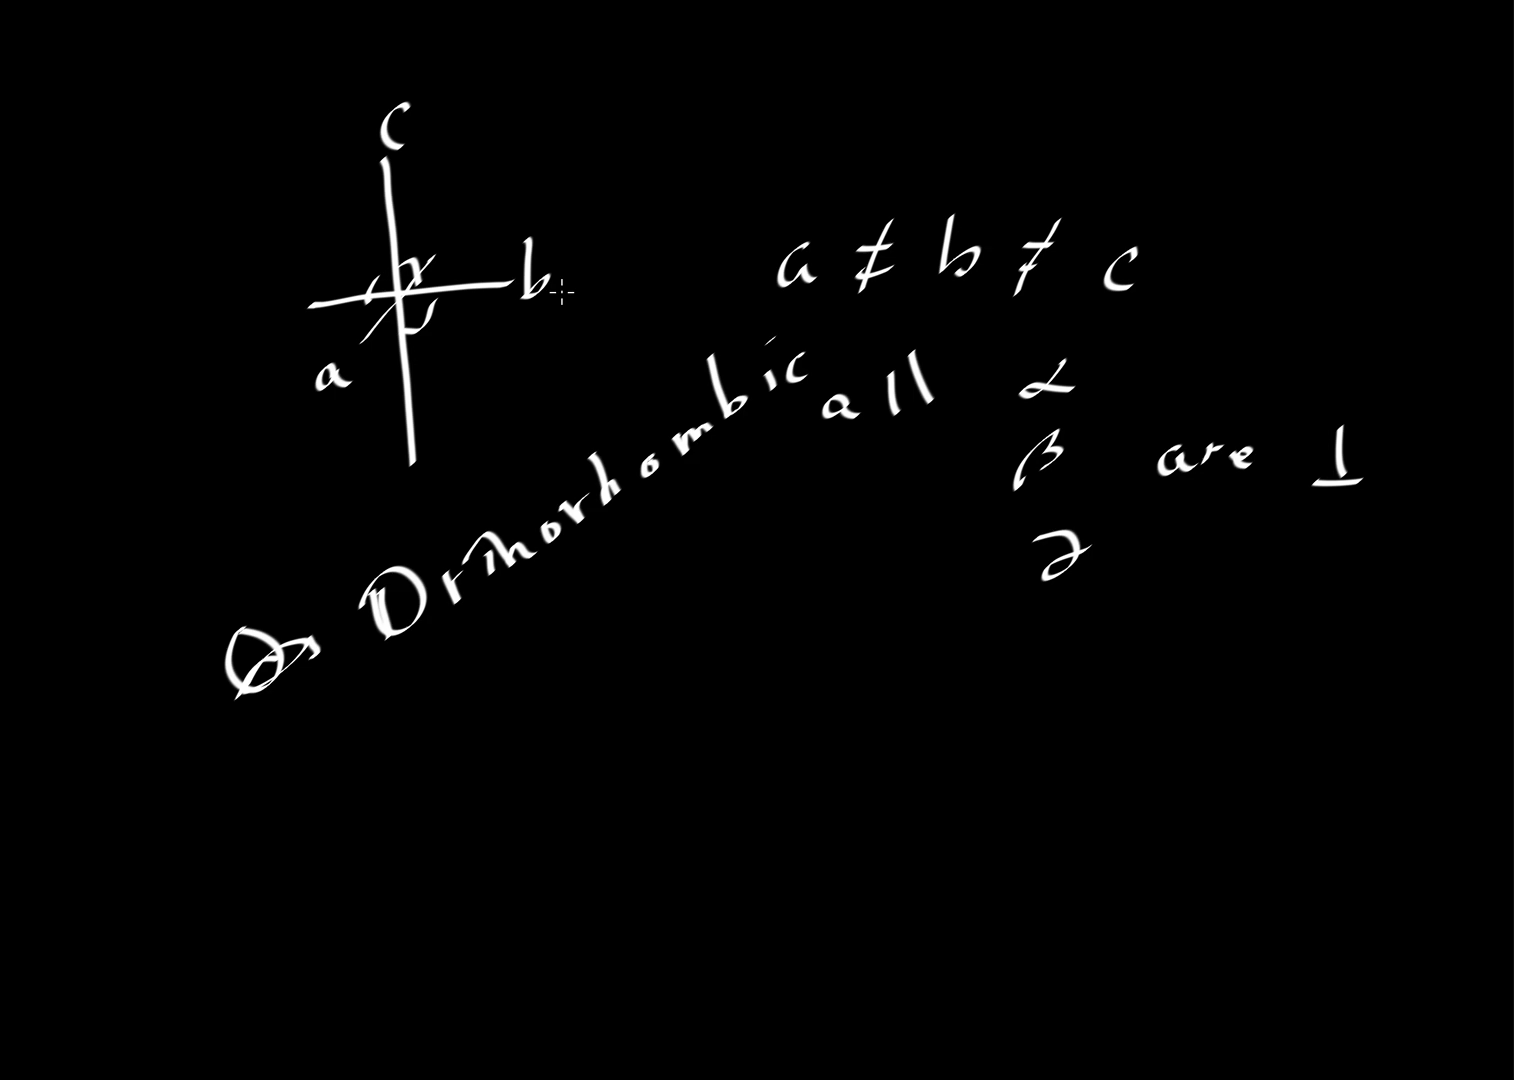 c
b
a
a ≠ b ≠ c
all α
β are ⊥
γ
Orthorhombic